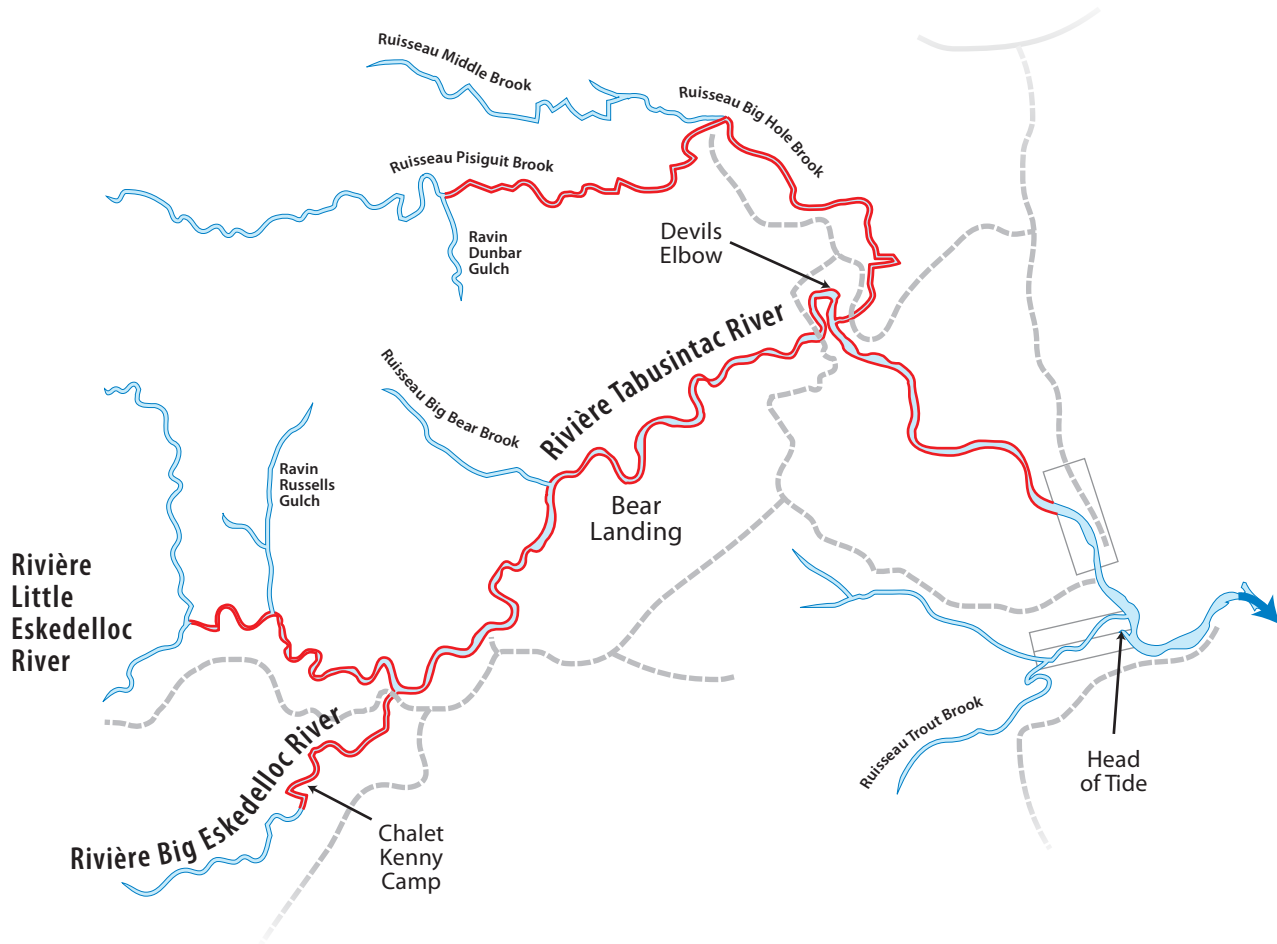 Ruisseau Middle Brook
Ruisseau Big Hole Brook
Ruisseau Pisiguit Brook
Ravin
Dunbar
Gulch
Devils
Elbow
Rivière Tabusintac River
Ruisseau Big Bear Brook
Ravin
Russells
Gulch
Bear
Landing
Rivière
Little
Eskedelloc
River
Rivière Big Eskedelloc River
Chalet
Kenny
Camp
Ruisseau Trout Brook
Head
of Tide